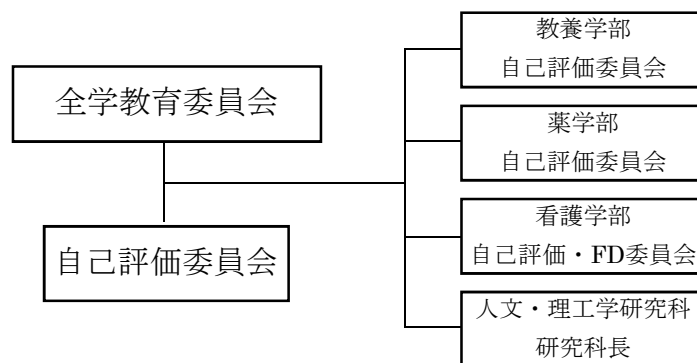 全学教育委員会
自己評価委員会
教養学部
自己評価委員会
薬学部
自己評価委員会
看護学部
自己評価・FD委員会
人文・理工学研究科
研究科長